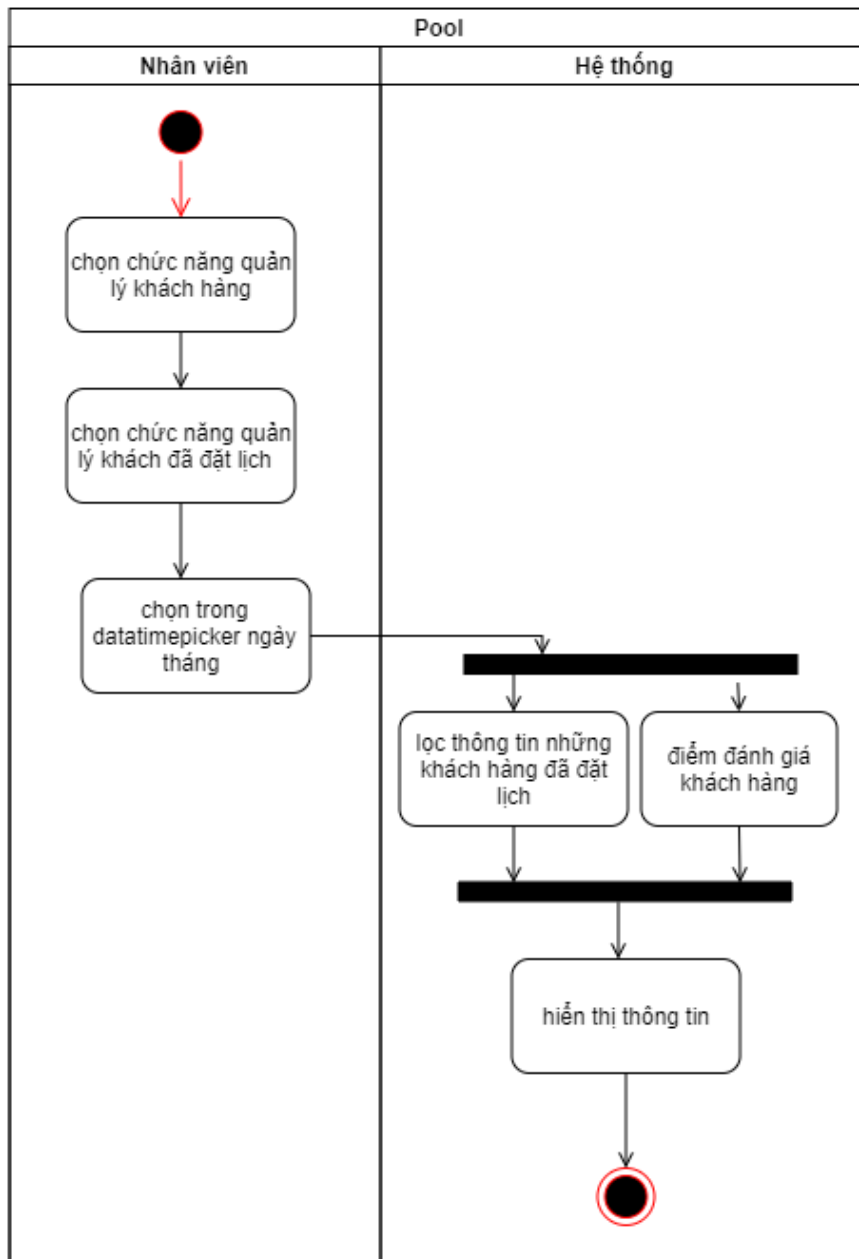 Pool
Nhân viên
Hệ thống
chọn chức năng quản
lý khách hàng
chọn chức năng quản
lý khách đã đặt lịch
chọn trong
datatimepicker ngày
tháng
lọc thông tin những
khách hàng đã đặt
lịch
điểm đánh giá
khách hàng
hiển thị thông tin